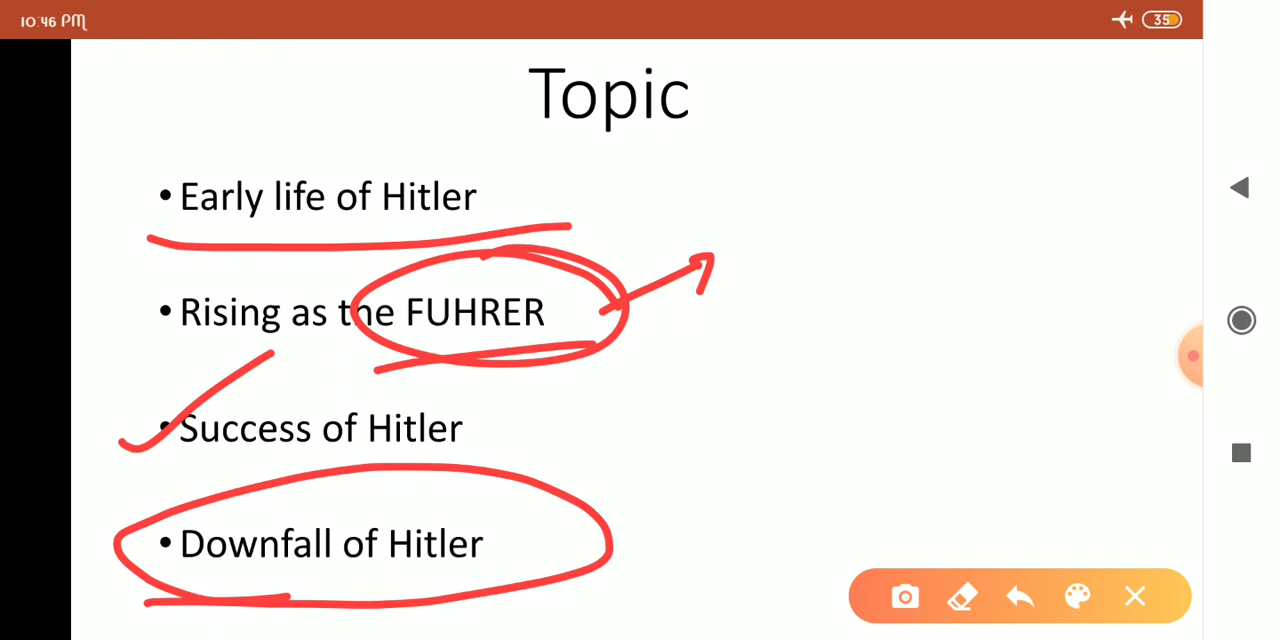 10:46 PM
35
Topic
• Early life of Hitler
• Rising as the FUHRER
• Success of Hitler
• Downfall of Hitler